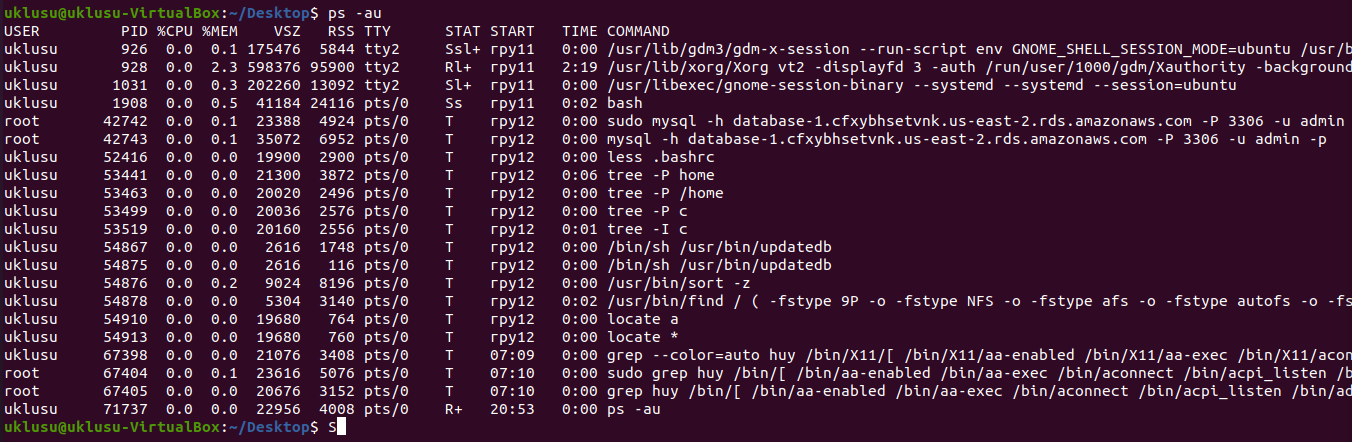 uklusu@uklusu-VirtualBox:~/Desktop$ ps -au
USER PID %CPU %MEM VSZ RSS TTY STAT START TIME COMMAND
uklusu 926 0.0 0.1 175476 5844 tty2 Ssl+ гру11 0:00 /usr/lib/gdm3/gdm-x-session --run-script env GNOME_SHELL_SESSION_MODE=ubuntu /usr/b
uklusu 928 0.0 2.3 598376 95900 tty2 Rl+ гру11 2:19 /usr/lib/xorg/Xorg vt2 -displayfd 3 -auth /run/user/1000/gdm/Xauthority -background
uklusu 1031 0.0 0.3 202260 13092 tty2 Sl+ гру11 0:00 /usr/libexec/gnome-session-binary --systemd --systemd --session=ubuntu
uklusu 1908 0.0 0.5 41184 24116 pts/0 Ss гру11 0:02 bash
root 42742 0.0 0.1 23388 4924 pts/0 T гру12 0:00 sudo mysql -h database-1.cfxybhsetvnk.us-east-2.rds.amazonaws.com -P 3306 -u admin
root 42743 0.0 0.1 35072 6952 pts/0 T гру12 0:00 mysql -h database-1.cfxybhsetvnk.us-east-2.rds.amazonaws.com -P 3306 -u admin -p
uklusu 52416 0.0 0.0 19900 2900 pts/0 T гру12 0:00 less .bashrc
uklusu 53441 0.0 0.0 21300 3872 pts/0 T гру12 0:06 tree -P home
uklusu 53463 0.0 0.0 20020 2496 pts/0 T гру12 0:00 tree -P /home
uklusu 53499 0.0 0.0 20036 2576 pts/0 T гру12 0:00 tree -P c
uklusu 53519 0.0 0.0 20160 2556 pts/0 T гру12 0:01 tree -I c
uklusu 54867 0.0 0.0 2616 1748 pts/0 T гру12 0:00 /bin/sh /usr/bin/updatedb
uklusu 54875 0.0 0.0 2616 116 pts/0 T гру12 0:00 /bin/sh /usr/bin/updatedb
uklusu 54876 0.0 0.2 9024 8196 pts/0 T гру12 0:00 /usr/bin/sort -z
uklusu 54878 0.0 0.0 5304 3140 pts/0 T гру12 0:02 /usr/bin/find / ( -fstype 9P -o -fstype NFS -o -fstype afs -o -fstype autofs -o -fs
uklusu 54910 0.0 0.0 19680 764 pts/0 T гру12 0:00 locate a
uklusu 54913 0.0 0.0 19680 760 pts/0 T гру12 0:00 locate *
uklusu 67398 0.0 0.0 21076 3408 pts/0 T 07:09 0:00 grep --color=auto huy /bin/X11/[ /bin/X11/aa-enabled /bin/X11/aa-exec /bin/X11/acon
root 67404 0.0 0.1 23616 5076 pts/0 T 07:10 0:00 sudo grep huy /bin/[ /bin/aa-enabled /bin/aa-exec /bin/aconnect /bin/acpi_listen /b
root 67405 0.0 0.0 20676 3152 pts/0 T 07:10 0:00 grep huy /bin/[ /bin/aa-enabled /bin/aa-exec /bin/aconnect /bin/acpi_listen /bin/ad
uklusu 71737 0.0 0.0 22956 4008 pts/0 R+ 20:53 0:00 ps -au
uklusu@uklusu-VirtualBox:~/Desktop$ S